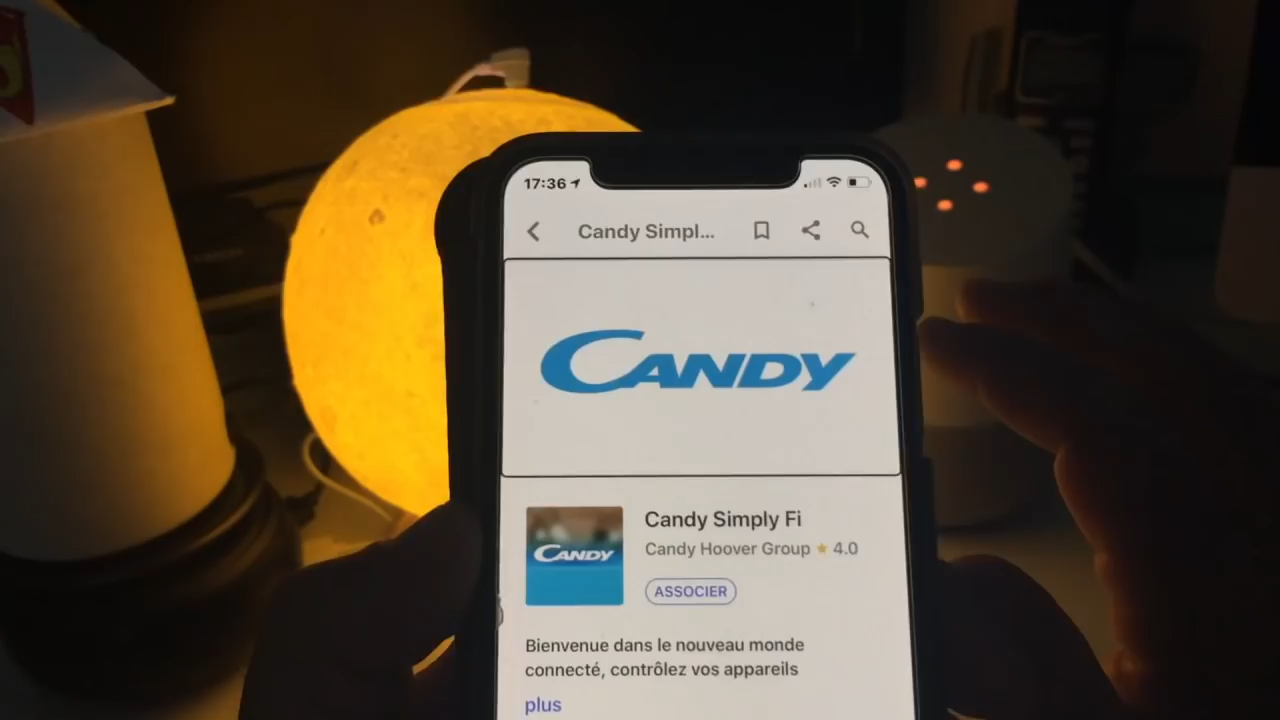 17:36
Candy Simpl...
CANDY
CANDY
Candy Simply Fi
Candy Hoover Group ★ 4.0
ASSOCIER
Bienvenue dans le nouveau monde
connecté, contrôlez vos appareils
plus